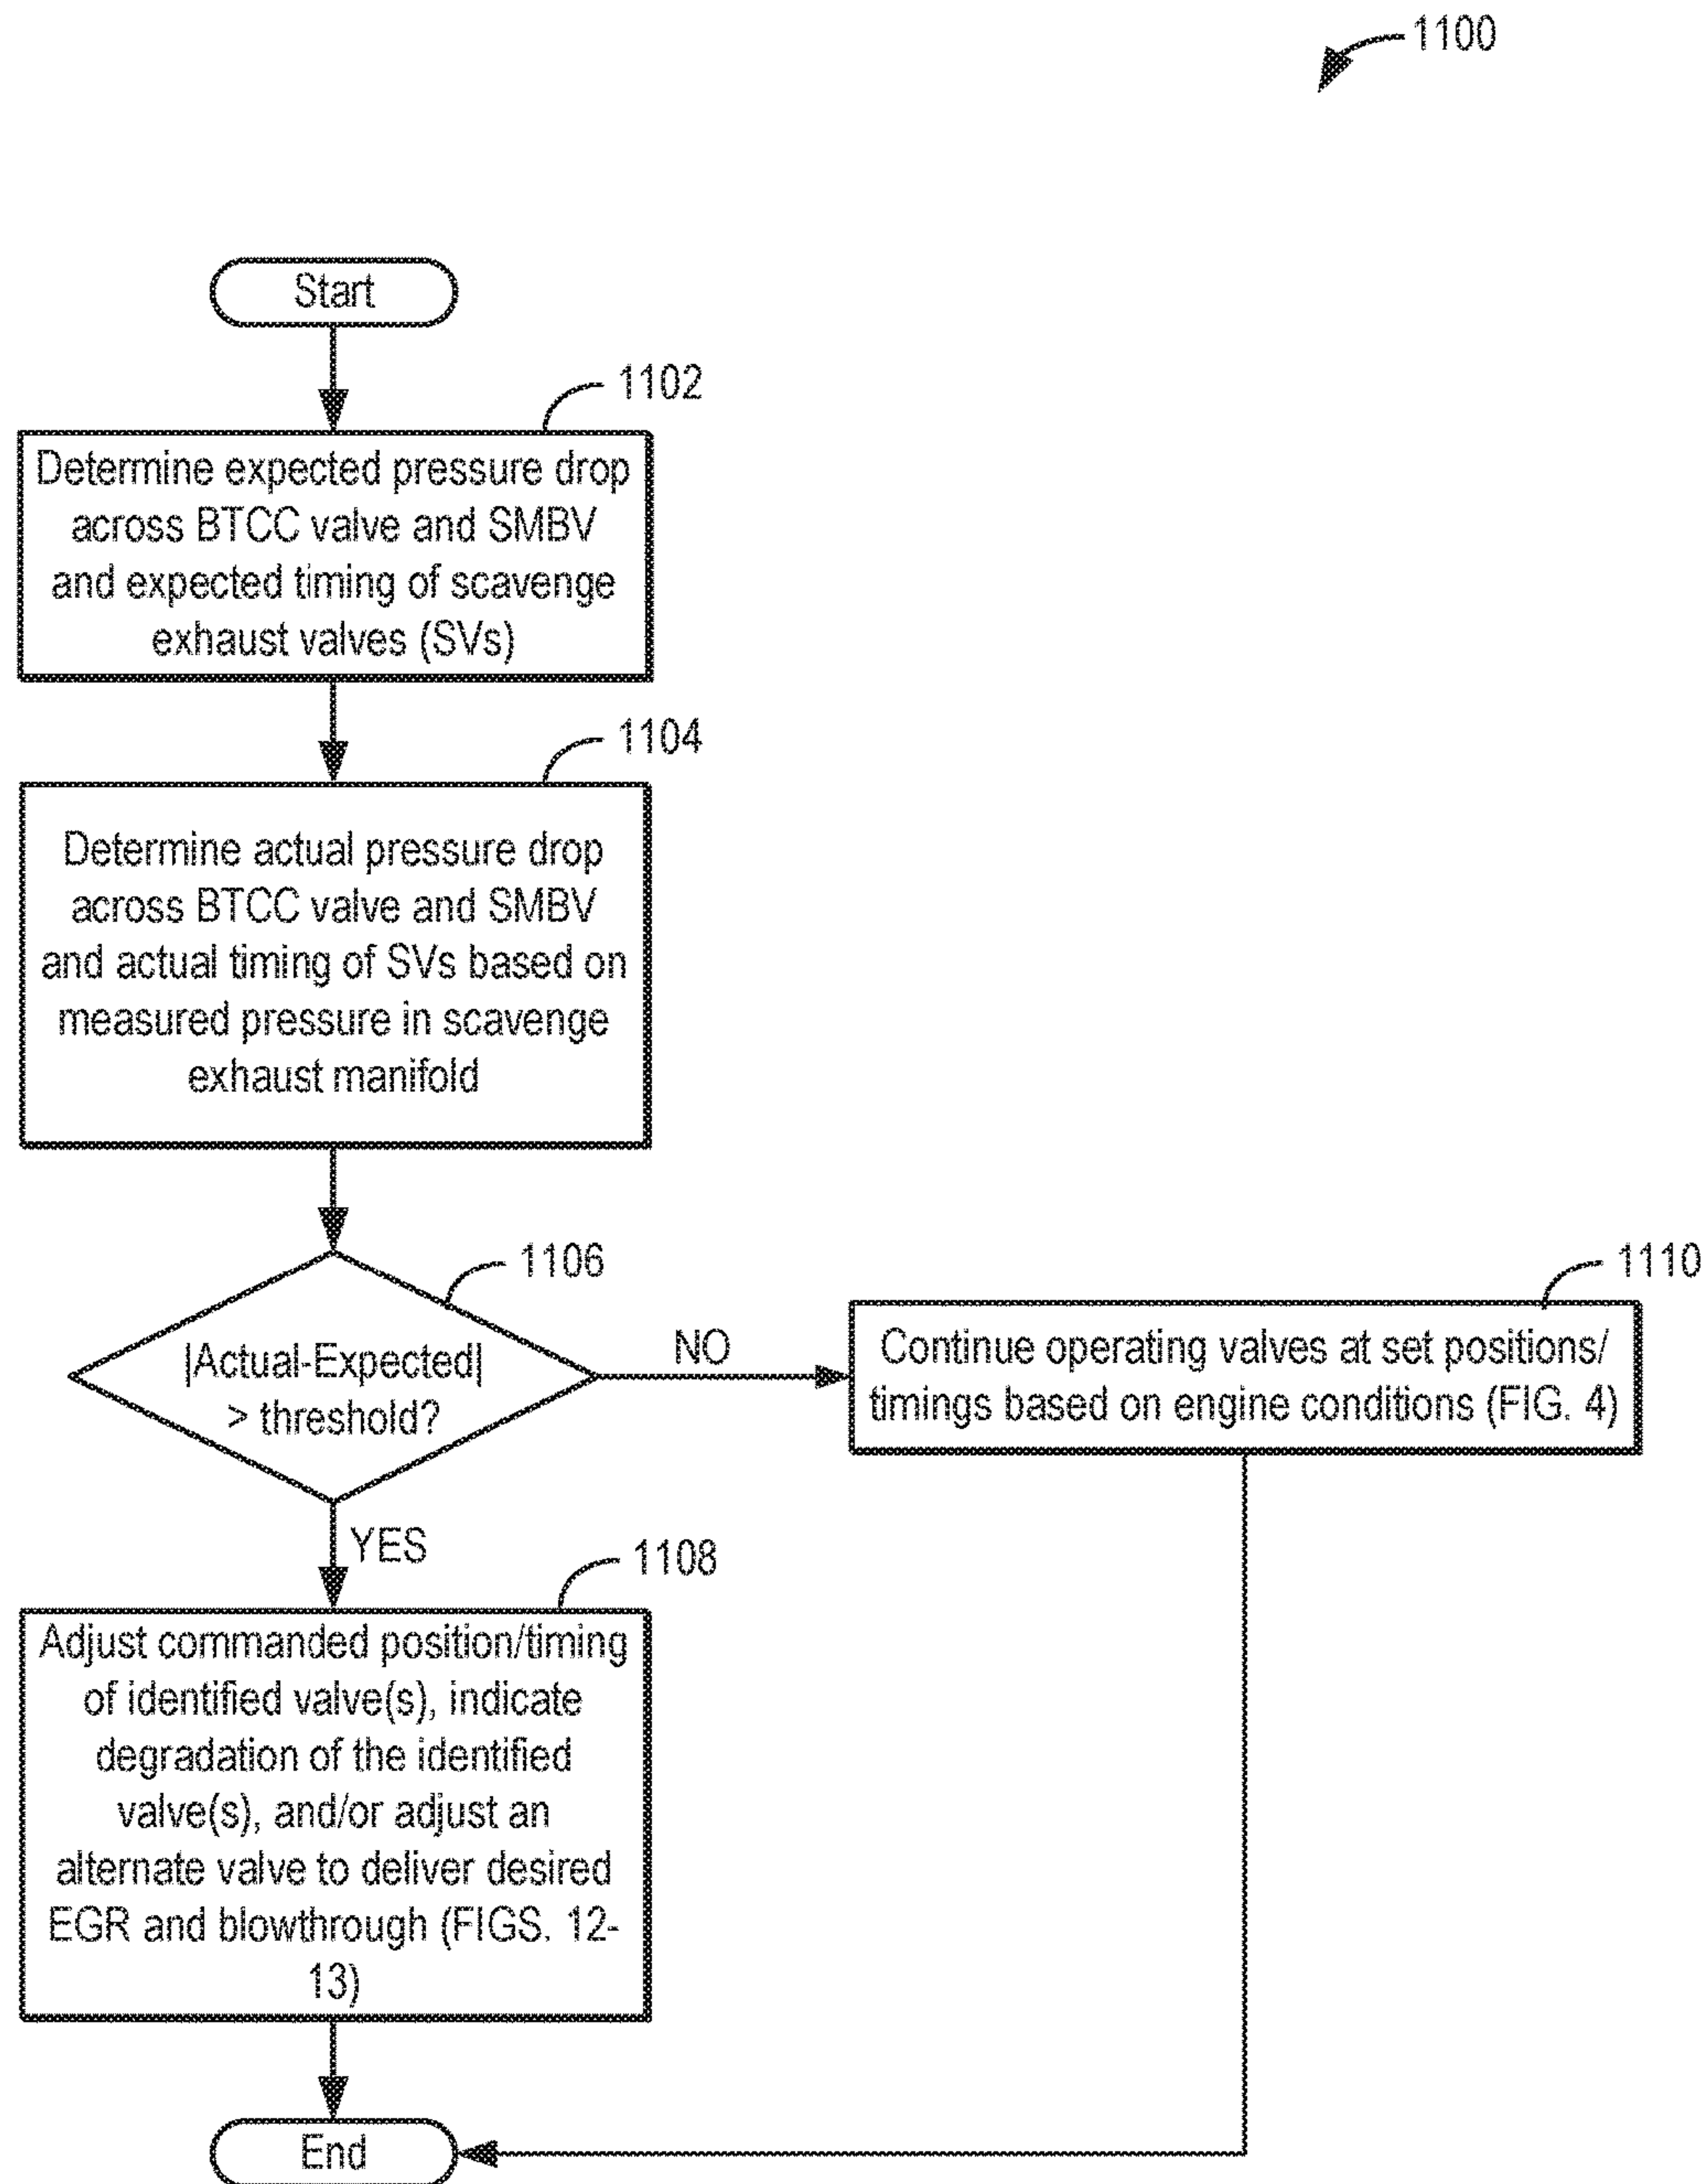 1100
Start
1102
Determine expected pressure drop
across BTCC valve and SMBV
and expected timing of scavenge
exhaust valves (SVs)
1104
Determine actual pressure drop
across BTCC valve and SMBV
and actual timing of SVs based on
measured pressure in scavenge
exhaust manifold
1106
|Actual-Expected|
> threshold?
NO
1110
Continue operating valves at set positions/
timings based on engine conditions (FIG. 4)
YES
1108
Adjust commanded position/timing
of identified valve(s), indicate
degradation of the identified
valve(s), and/or adjust an
alternate valve to deliver desired
EGR and blowthrough (FIGS. 12-
13)
End